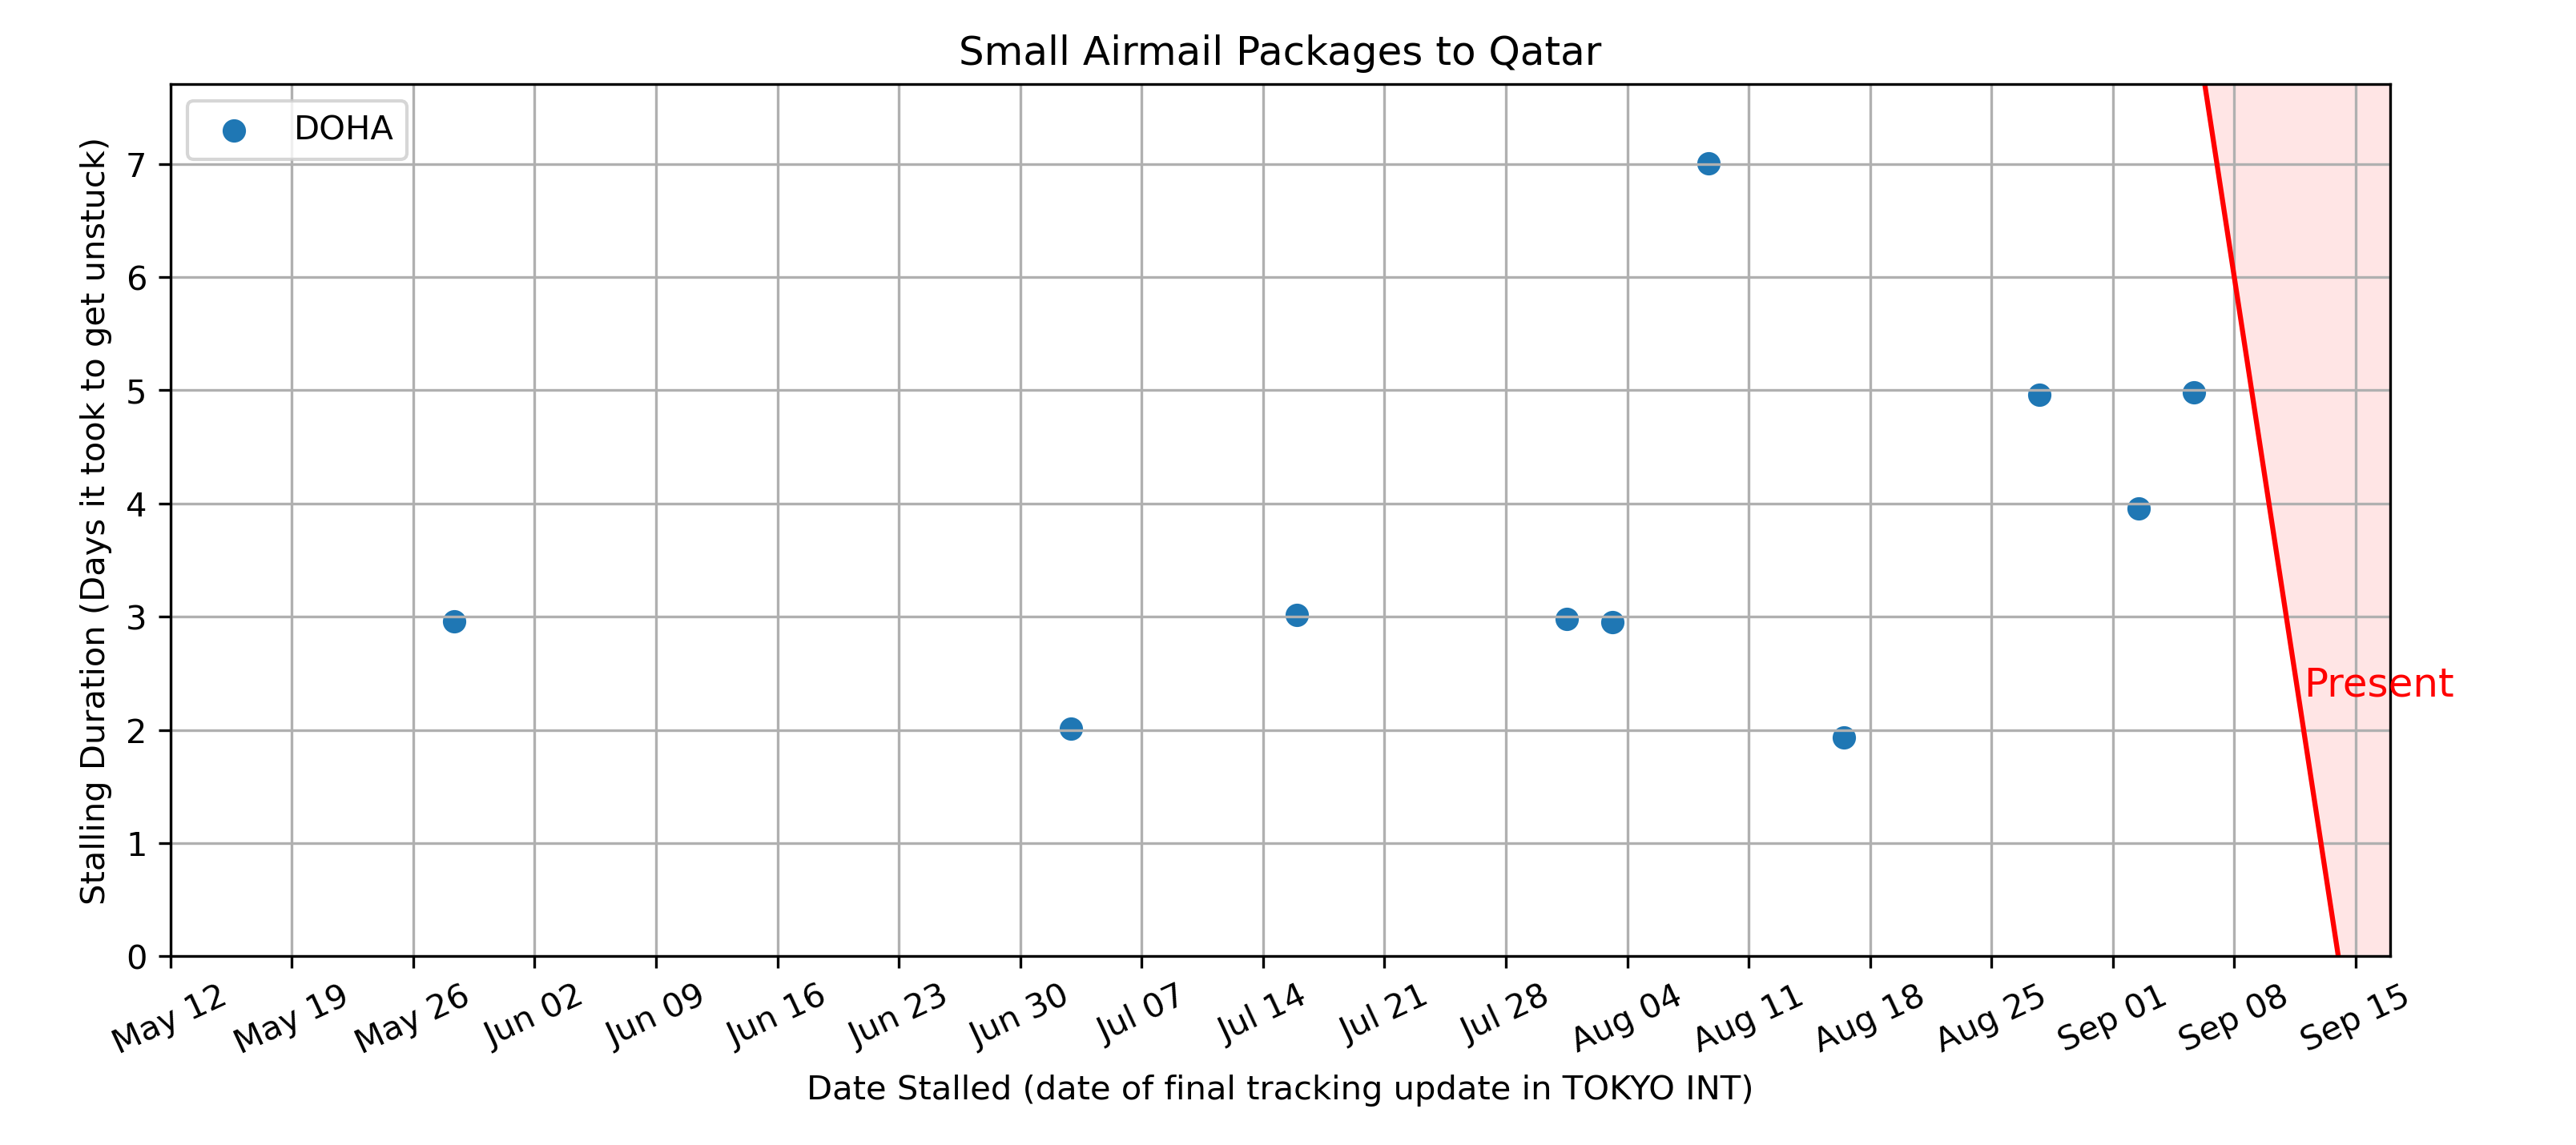 Small Airmail Packages to Qatar
DOHA
Stalling Duration (Days it took to get unstuck)
7
6
5
4
3
2
1
0
Present
May 12
May 19
May 26
Jun 02
Jun 09
Jun 16
Jun 23
Jun 30
Jul 07
Jul 14
Jul 21
Jul 28
Aug 04
Aug 11
Aug 18
Aug 25
Sep 01
Sep 08
Sep 15
Date Stalled (date of final tracking update in TOKYO INT)